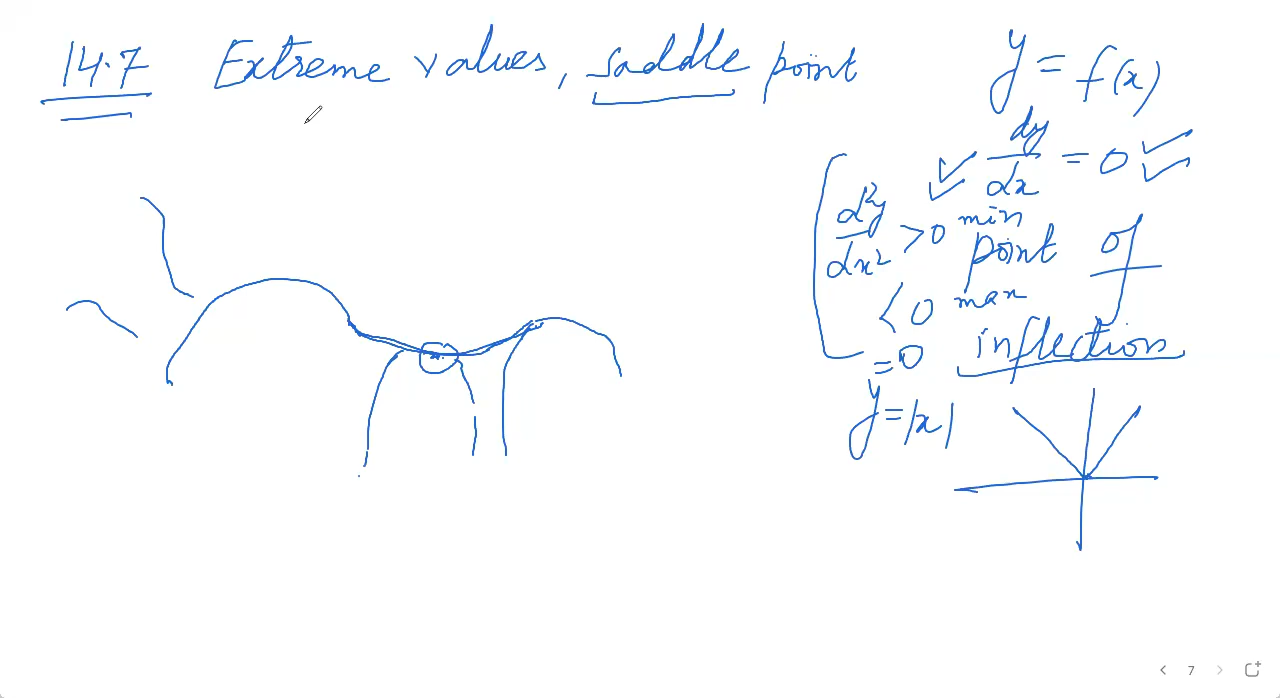 14.7 Extreme values, saddle point
y = f(x)
dy/dx = 0
d²y/dx² > 0 min
< 0 max
= 0 point of inflection
y = |x|
7